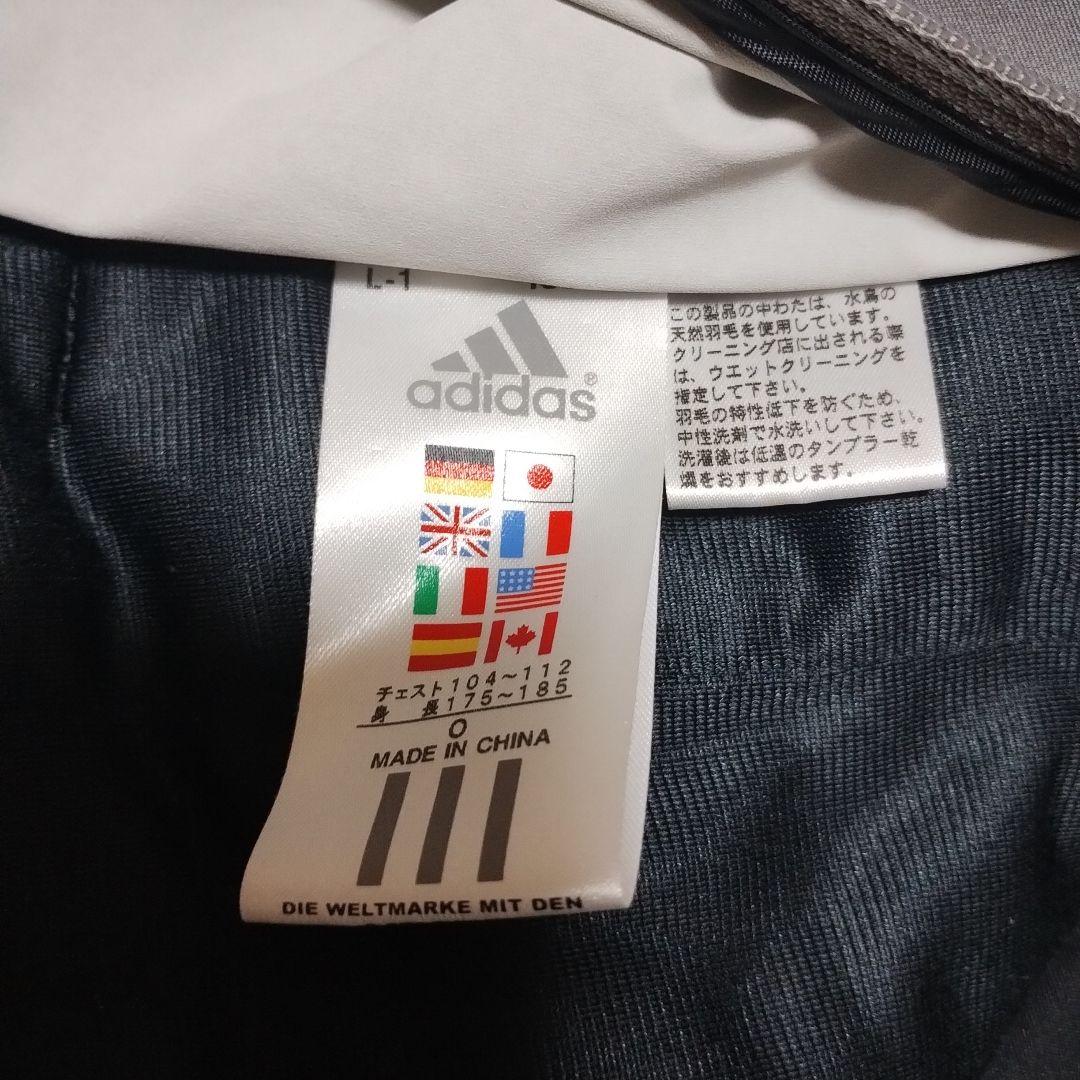 L-1
adidas®
チェスト104～112
身 長175～185
O
MADE IN CHINA
DIE WELTMARKE MIT DEN
この製品の中わたは、水鳥の
天然羽毛を使用しています。
クリーニング店に出される際
は、ウエットクリーニングを
指定して下さい。
羽毛の特性低下を防ぐため、
中性洗剤で水洗いして下さい。
洗濯後は低温のタンブラー乾
燥をおすすめします。